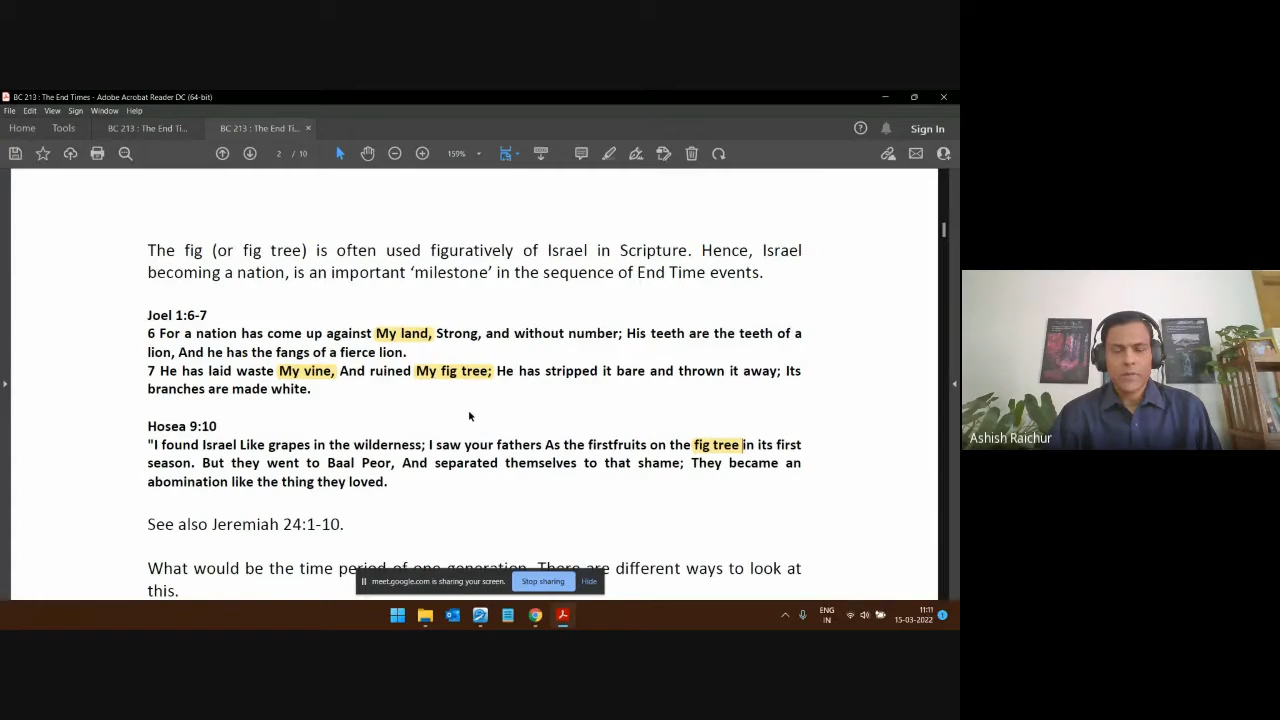 BC 213 : The End Times - Adobe Acrobat Reader DC (64-bit)
File Edit View Sign Window Help
Home Tools BC 213 : The End Ti... BC 213 : The End Ti... × Sign In
2 / 10 159%
The fig (or fig tree) is often used figuratively of Israel in Scripture. Hence, Israel
becoming a nation, is an important ‘milestone’ in the sequence of End Time events.
Joel 1:6-7
6 For a nation has come up against My land, Strong, and without number; His teeth are the teeth of a
lion, And he has the fangs of a fierce lion.
7 He has laid waste My vine, And ruined My fig tree; He has stripped it bare and thrown it away; Its
branches are made white.
Hosea 9:10
"I found Israel Like grapes in the wilderness; I saw your fathers As the firstfruits on the fig tree in its first
season. But they went to Baal Peor, And separated themselves to that shame; They became an
abomination like the thing they loved.
See also Jeremiah 24:1-10.
What would be the time period of one generation. There are different ways to look at
this.
meet.google.com is sharing your screen. Stop sharing Hide
ENG
IN
11:11
15-03-2022
Ashish Raichur